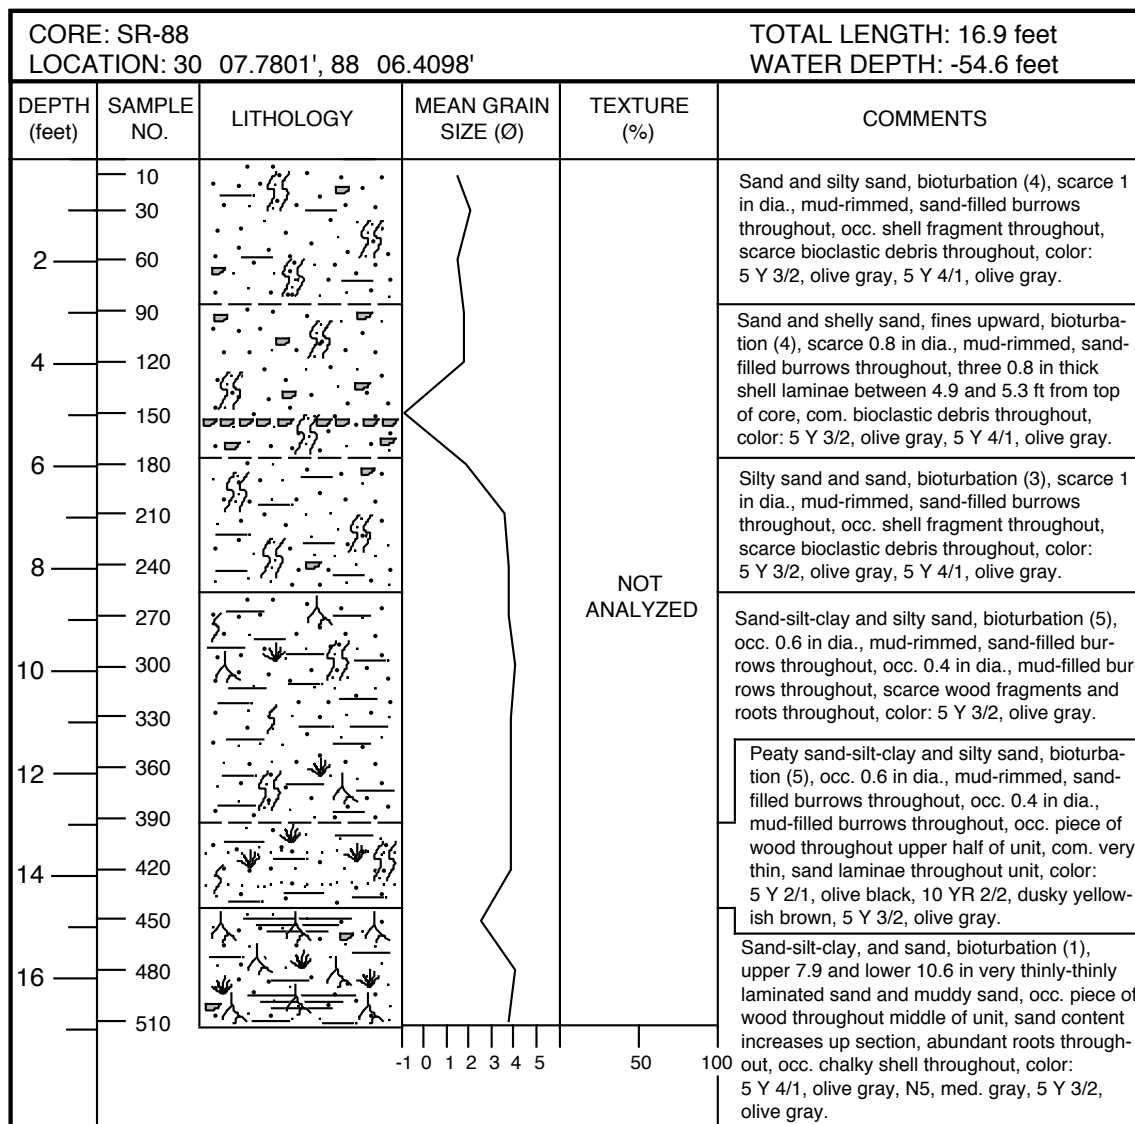 CORE: SR-88
TOTAL LENGTH: 16.9 feet
LOCATION: 30 07.7801', 88 06.4098'
WATER DEPTH: -54.6 feet
DEPTH
(feet)
SAMPLE
NO.
LITHOLOGY
MEAN GRAIN
SIZE (Ø)
TEXTURE
(%)
COMMENTS
2
4
6
8
10
12
14
16
10
30
60
90
120
150
180
210
240
270
300
330
360
390
420
450
480
510
-1 0 1 2 3 4 5
NOT
ANALYZED
50
100
Sand and silty sand, bioturbation (4), scarce 1
in dia., mud-rimmed, sand-filled burrows
throughout, occ. shell fragment throughout,
scarce bioclastic debris throughout, color:
5 Y 3/2, olive gray, 5 Y 4/1, olive gray.
Sand and shelly sand, fines upward, bioturba-
tion (4), scarce 0.8 in dia., mud-rimmed, sand-
filled burrows throughout, three 0.8 in thick
shell laminae between 4.9 and 5.3 ft from top
of core, com. bioclastic debris throughout,
color: 5 Y 3/2, olive gray, 5 Y 4/1, olive gray.
Silty sand and sand, bioturbation (3), scarce 1
in dia., mud-rimmed, sand-filled burrows
throughout, occ. shell fragment throughout,
scarce bioclastic debris throughout, color:
5 Y 3/2, olive gray, 5 Y 4/1, olive gray.
Sand-silt-clay and silty sand, bioturbation (5),
occ. 0.6 in dia., mud-rimmed, sand-filled bur-
rows throughout, occ. 0.4 in dia., mud-filled bur-
rows throughout, scarce wood fragments and
roots throughout, color: 5 Y 3/2, olive gray.
Peaty sand-silt-clay and silty sand, bioturba-
tion (5), occ. 0.6 in dia., mud-rimmed, sand-
filled burrows throughout, occ. 0.4 in dia.,
mud-filled burrows throughout, occ. piece of
wood throughout upper half of unit, com. very
thin, sand laminae throughout unit, color:
5 Y 2/1, olive black, 10 YR 2/2, dusky yellow-
ish brown, 5 Y 3/2, olive gray.
Sand-silt-clay, and sand, bioturbation (1),
upper 7.9 and lower 10.6 in very thinly-thinly
laminated sand and muddy sand, occ. piece of
wood throughout middle of unit, sand content
increases up section, abundant roots through-
out, occ. chalky shell throughout, color:
5 Y 4/1, olive gray, N5, med. gray, 5 Y 3/2,
olive gray.